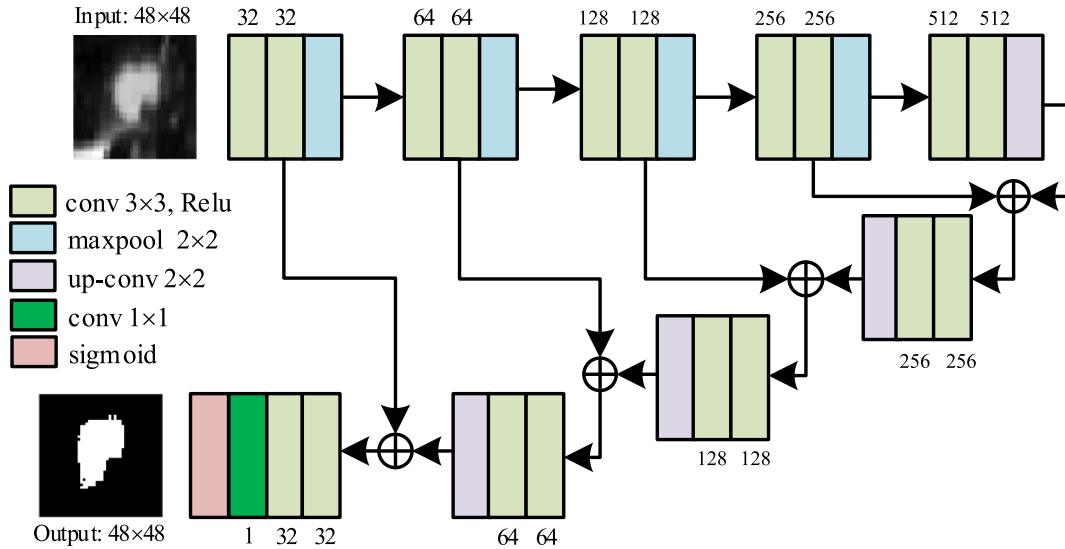 Input: 48×48
32 32
64 64
128 128
256 256
512 512
conv 3×3, Relu
maxpool 2×2
up-conv 2×2
conv 1×1
sigmoid
256 256
128 128
64 64
1 32 32
Output: 48×48